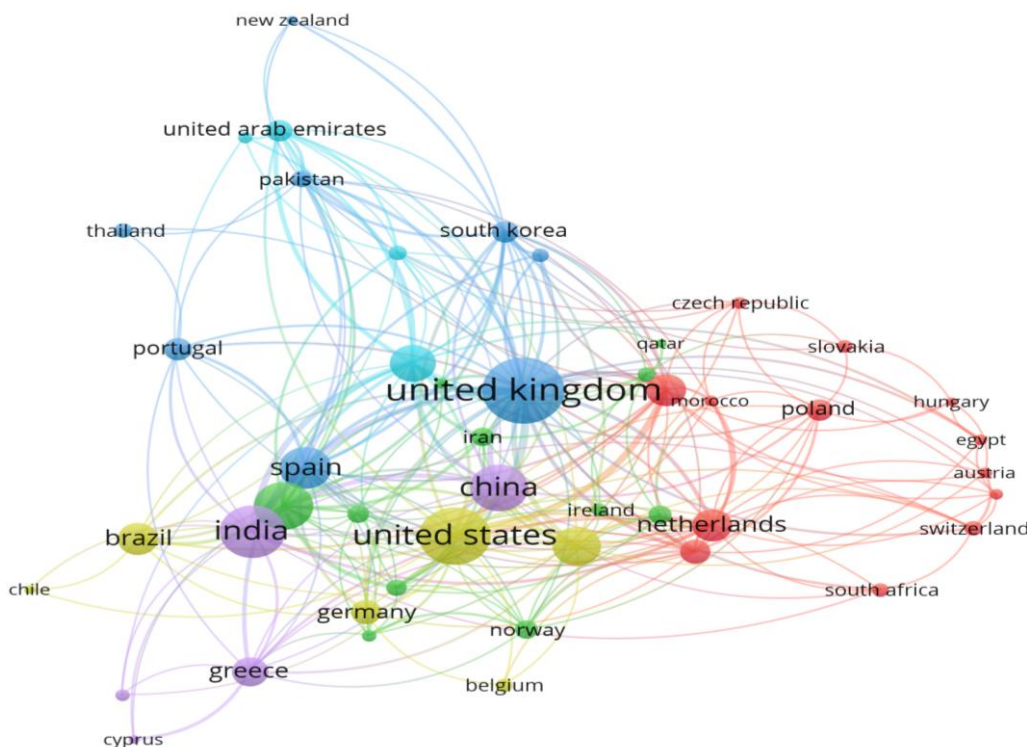 new zealand
united arab emirates
pakistan
thailand
south korea
czech republic
portugal
qatar
slovakia
united kingdom
morocco
poland
hungary
iran
egypt
spain
austria
china
ireland
netherlands
switzerland
india
united states
brazil
chile
germany
south africa
norway
greece
belgium
cyprus